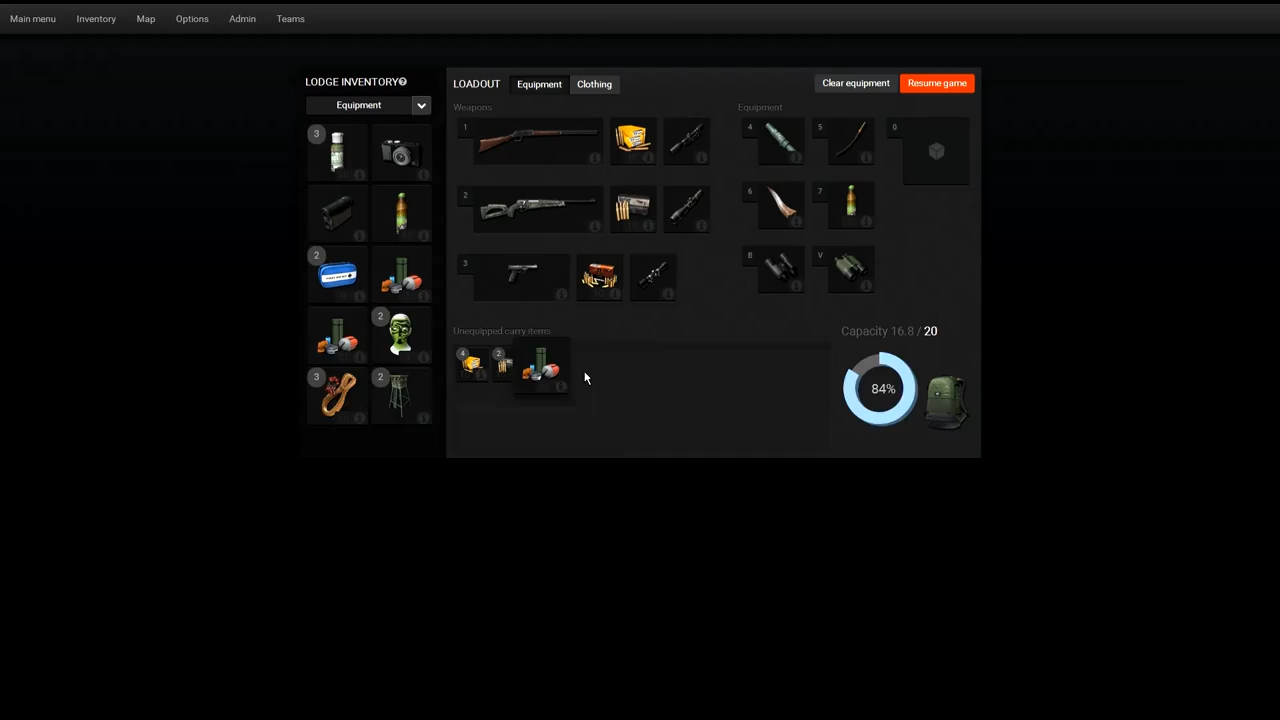 Main menu Inventory Map Options Admin Teams
LODGE INVENTORY?
LOADOUT Equipment Clothing Clear equipment Resume game
Equipment
Weapons Equipment
3
1 4 5 0
2 6 7
2
3 8 V
2
Unequipped carry items
Capacity 16.8 / 20
4 2
3 2
84%